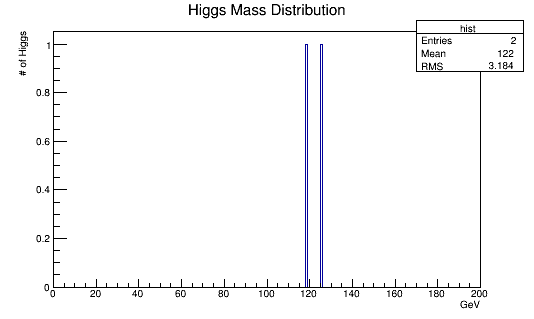 Higgs Mass Distribution
hist
Entries 2
Mean 122
RMS 3.184
# of Higgs
1
0.8
0.6
0.4
0.2
0
0 20 40 60 80 100 120 140 160 180 200
GeV